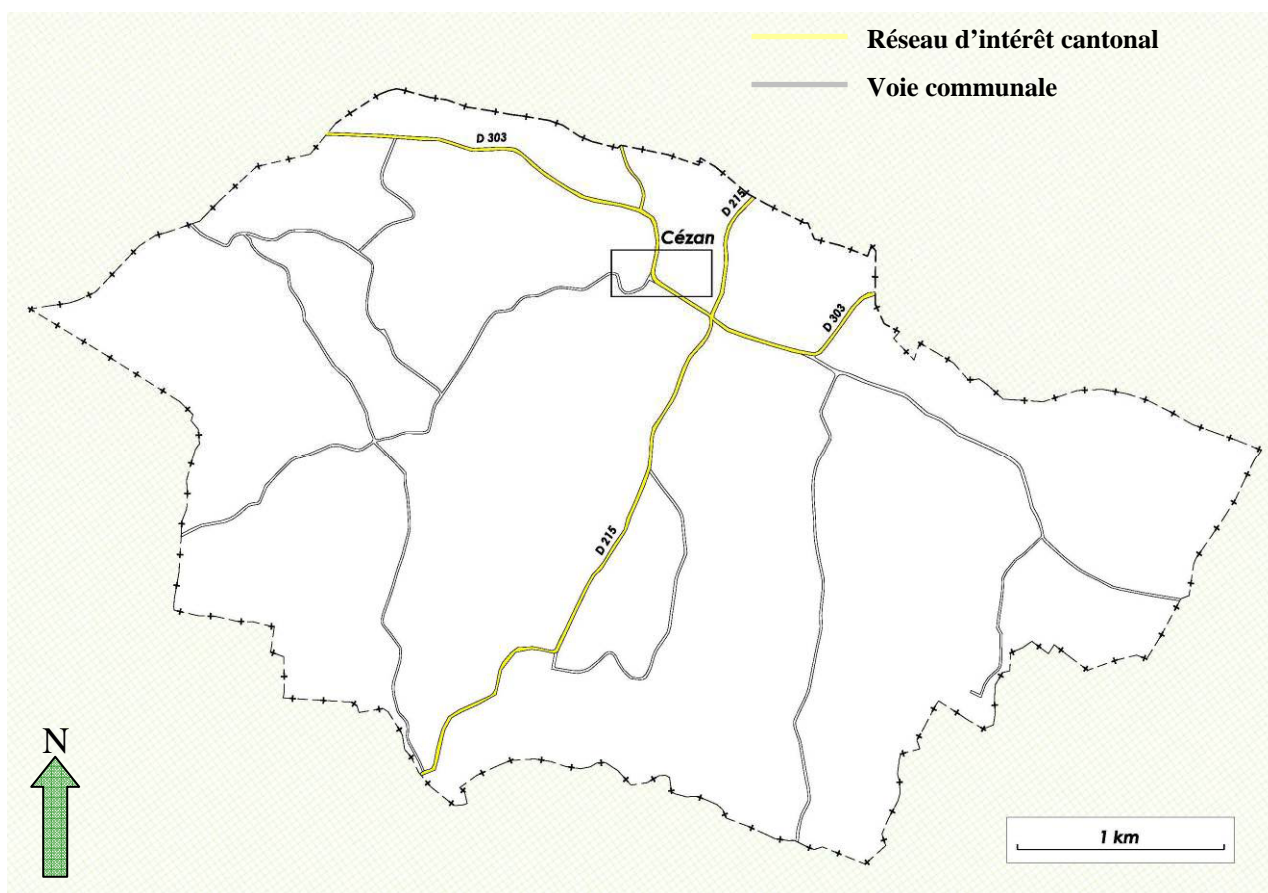 Réseau d'intérêt cantonal
Voie communale
D 303
D 215
Cézan
D 303
D 215
N
1 km